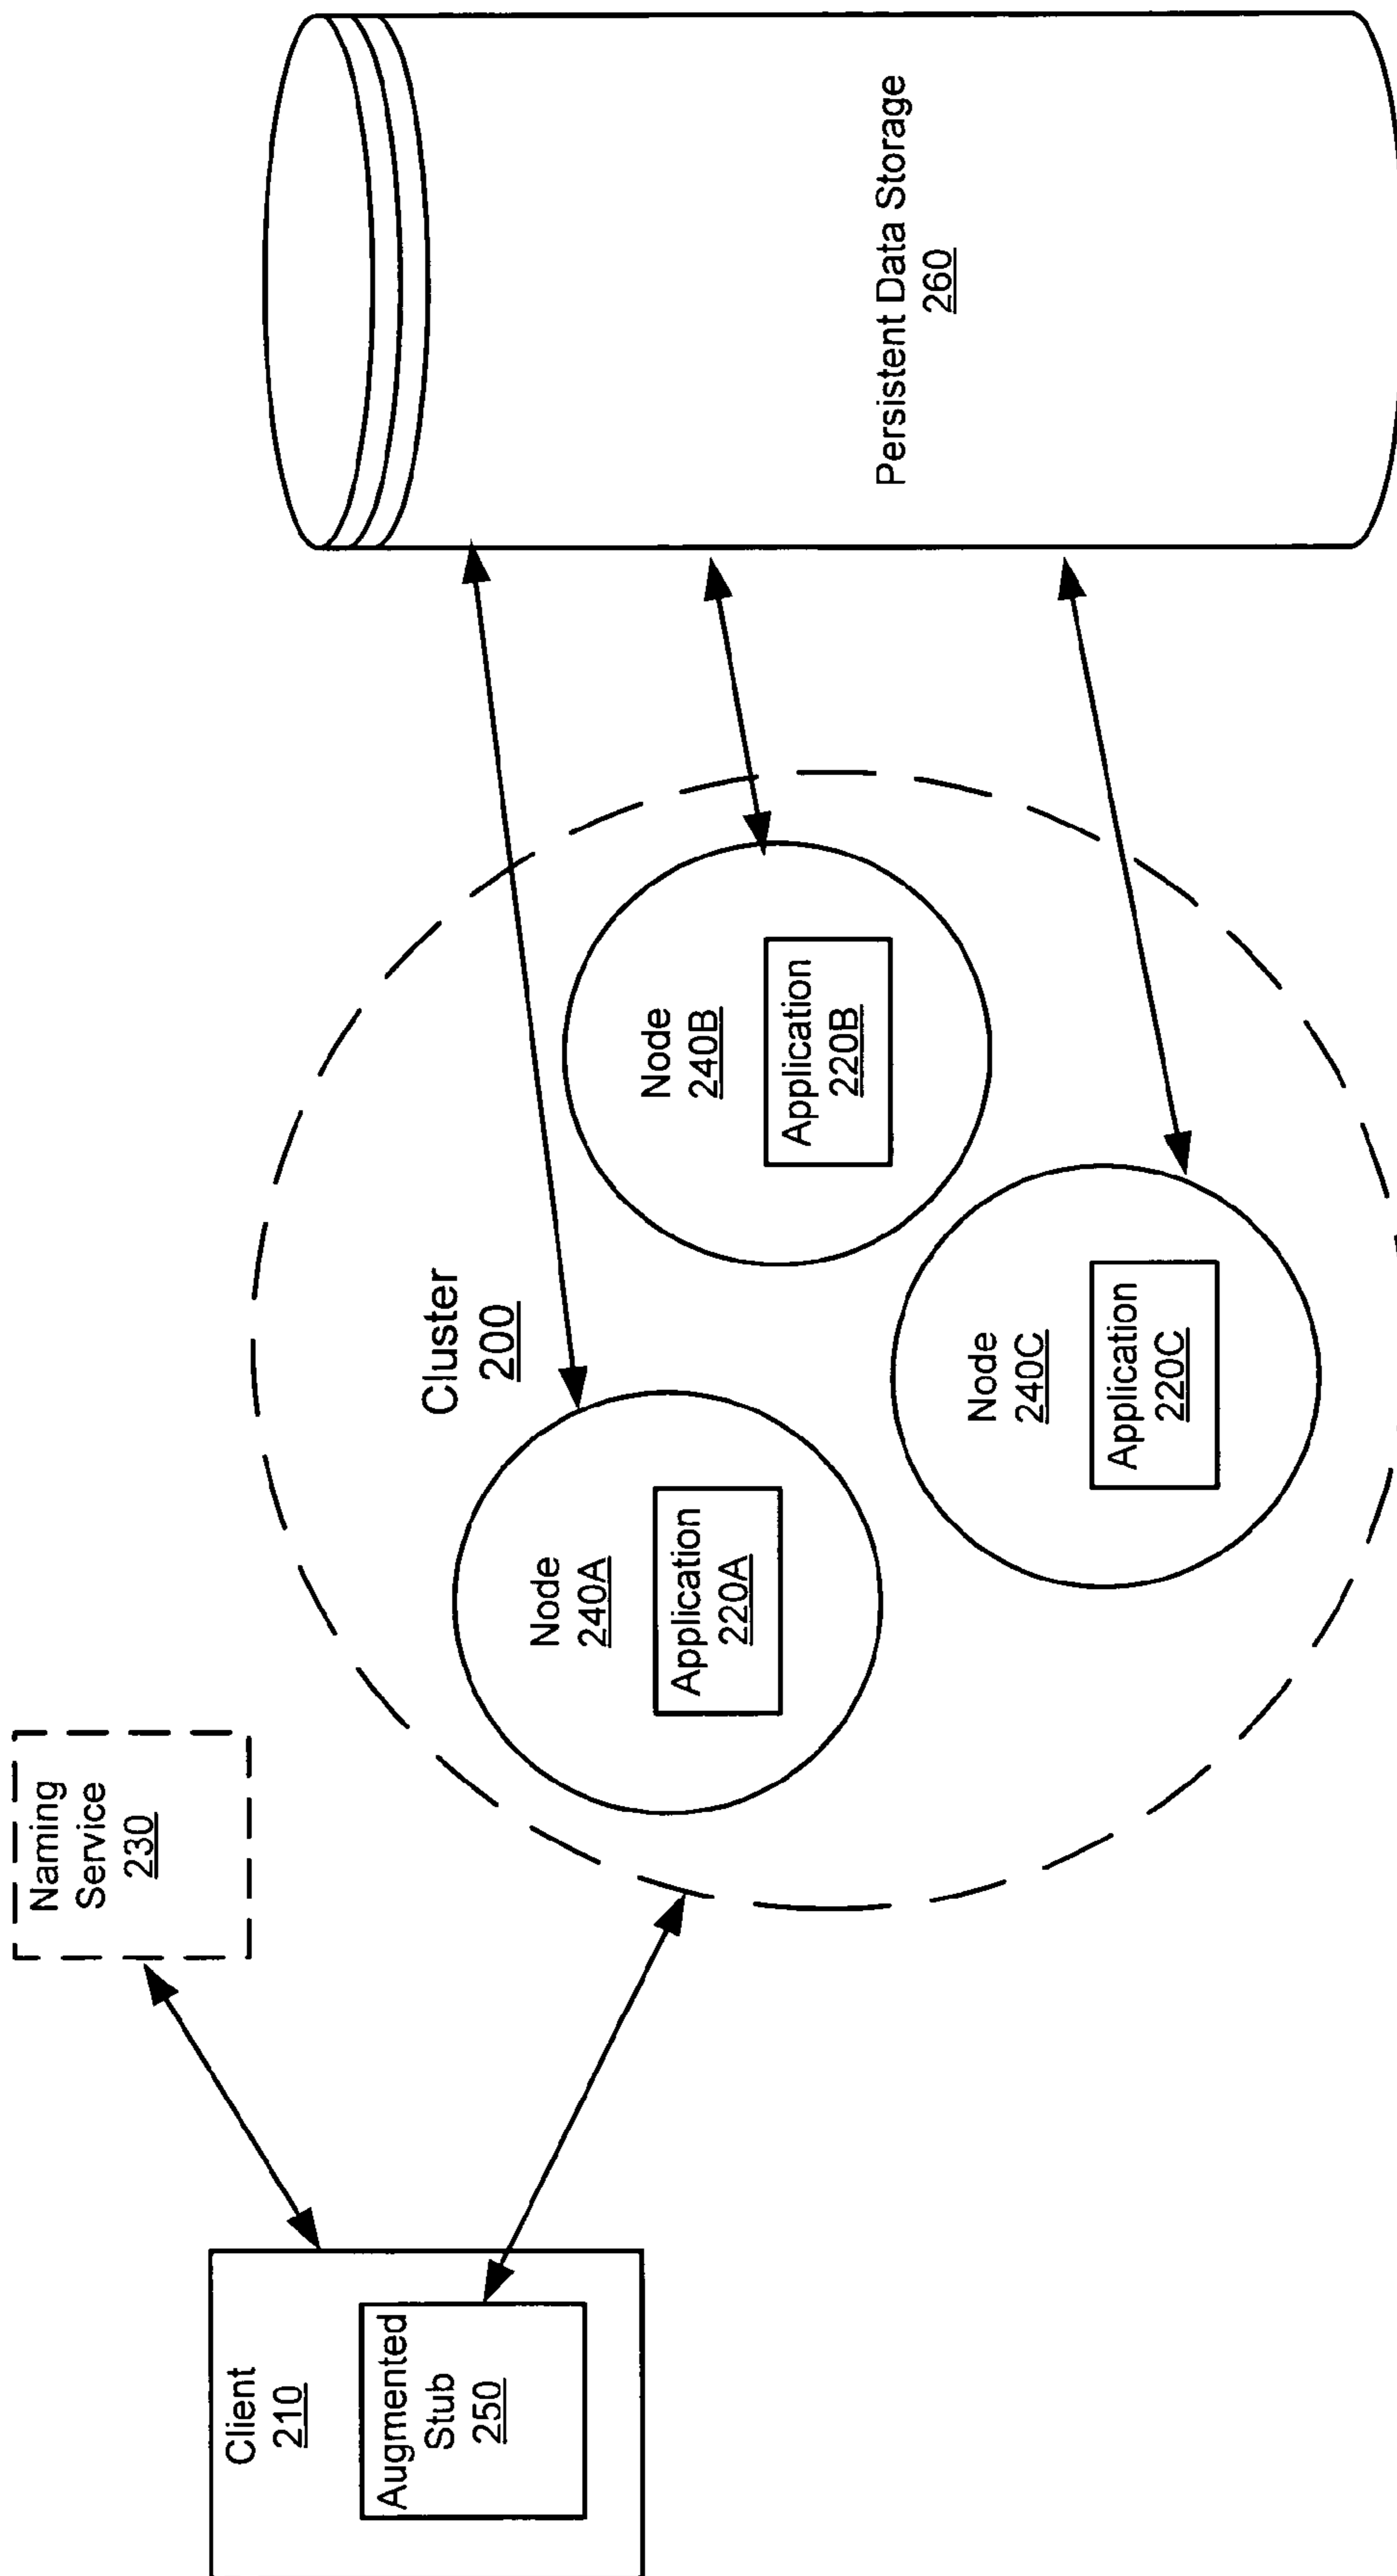 Naming
Service
230
Client
210
Augmented
Stub
250
Cluster
200
Node
240A
Application
220A
Node
240B
Application
220B
Node
240C
Application
220C
Persistent Data Storage
260